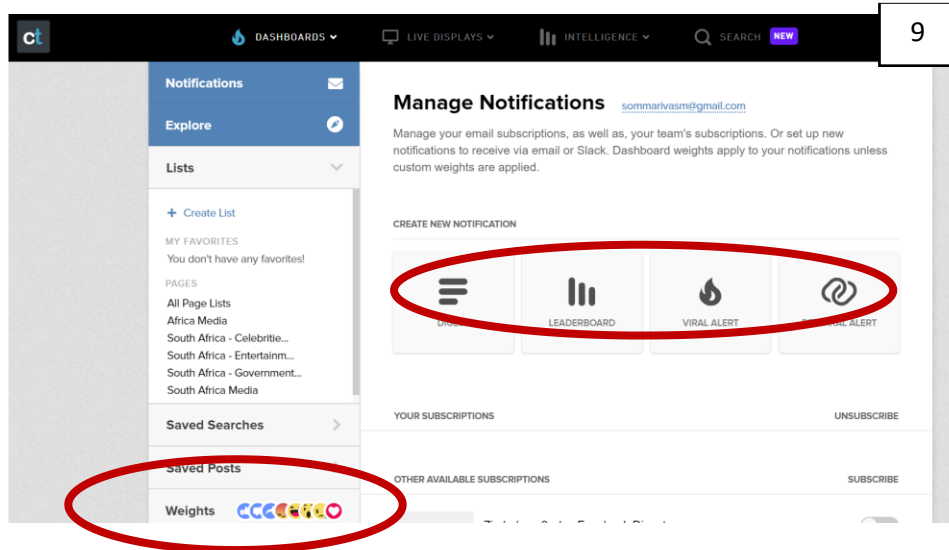 9
ct
DASHBOARDS
LIVE DISPLAYS
INTELLIGENCE
SEARCH NEW
Notifications
Explore
Lists
+ Create List
MY FAVORITES
You don't have any favorites!
PAGES
All Page Lists
Africa Media
South Africa - Celebritie...
South Africa - Entertainm...
South Africa - Government...
South Africa Media
Saved Searches
Saved Posts
Weights
Manage Notifications sommarivasm@gmail.com
Manage your email subscriptions, as well as, your team's subscriptions. Or set up new
notifications to receive via email or Slack. Dashboard weights apply to your notifications unless
custom weights are applied.
CREATE NEW NOTIFICATION
LEADERBOARD
VIRAL ALERT
ALERT
YOUR SUBSCRIPTIONS
UNSUBSCRIBE
OTHER AVAILABLE SUBSCRIPTIONS
SUBSCRIBE